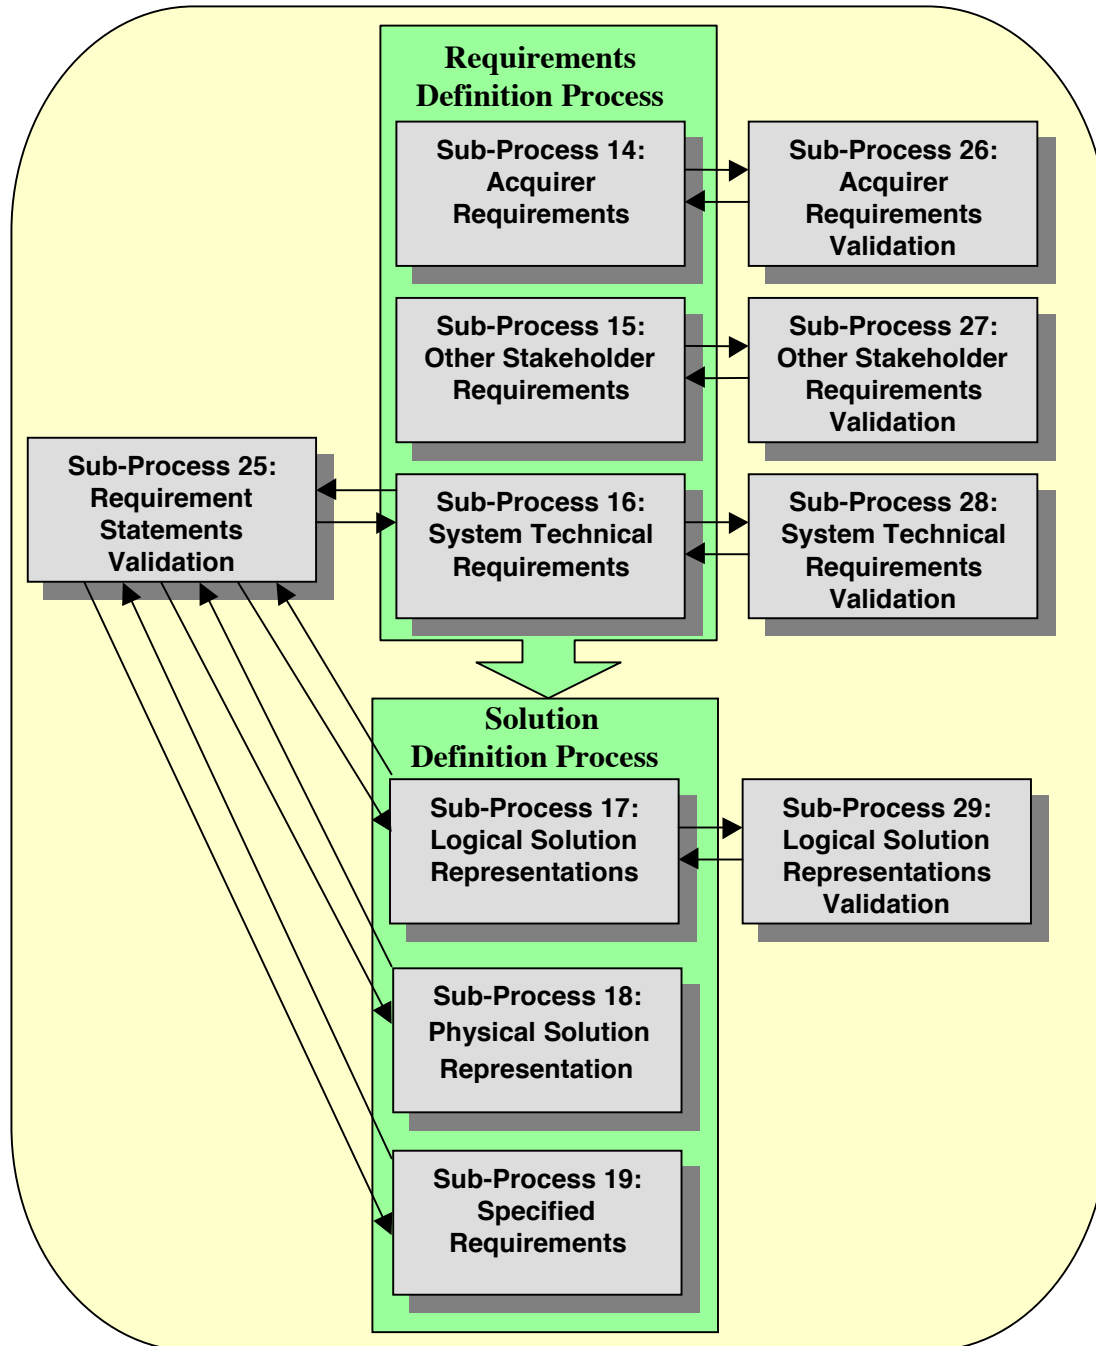 Requirements
Definition Process
Sub-Process 14:
Acquirer
Requirements
Sub-Process 26:
Acquirer
Requirements
Validation
Sub-Process 15:
Other Stakeholder
Requirements
Sub-Process 27:
Other Stakeholder
Requirements
Validation
Sub-Process 25:
Requirement
Statements
Validation
Sub-Process 16:
System Technical
Requirements
Sub-Process 28:
System Technical
Requirements
Validation
Solution
Definition Process
Sub-Process 17:
Logical Solution
Representations
Sub-Process 29:
Logical Solution
Representations
Validation
Sub-Process 18:
Physical Solution
Representation
Sub-Process 19:
Specified
Requirements